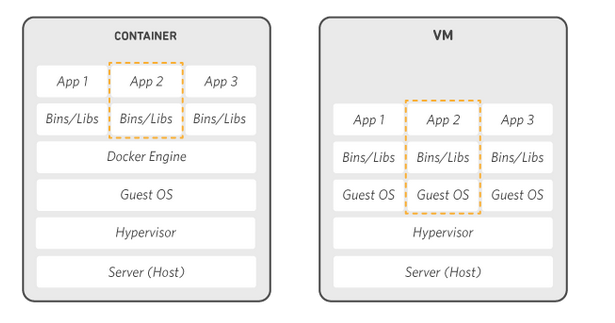 CONTAINER
App 1 App 2 App 3
Bins/Libs Bins/Libs Bins/Libs
Docker Engine
Guest OS
Hypervisor
Server (Host)
VM
App 1 App 2 App 3
Bins/Libs Bins/Libs Bins/Libs
Guest OS Guest OS Guest OS
Hypervisor
Server (Host)